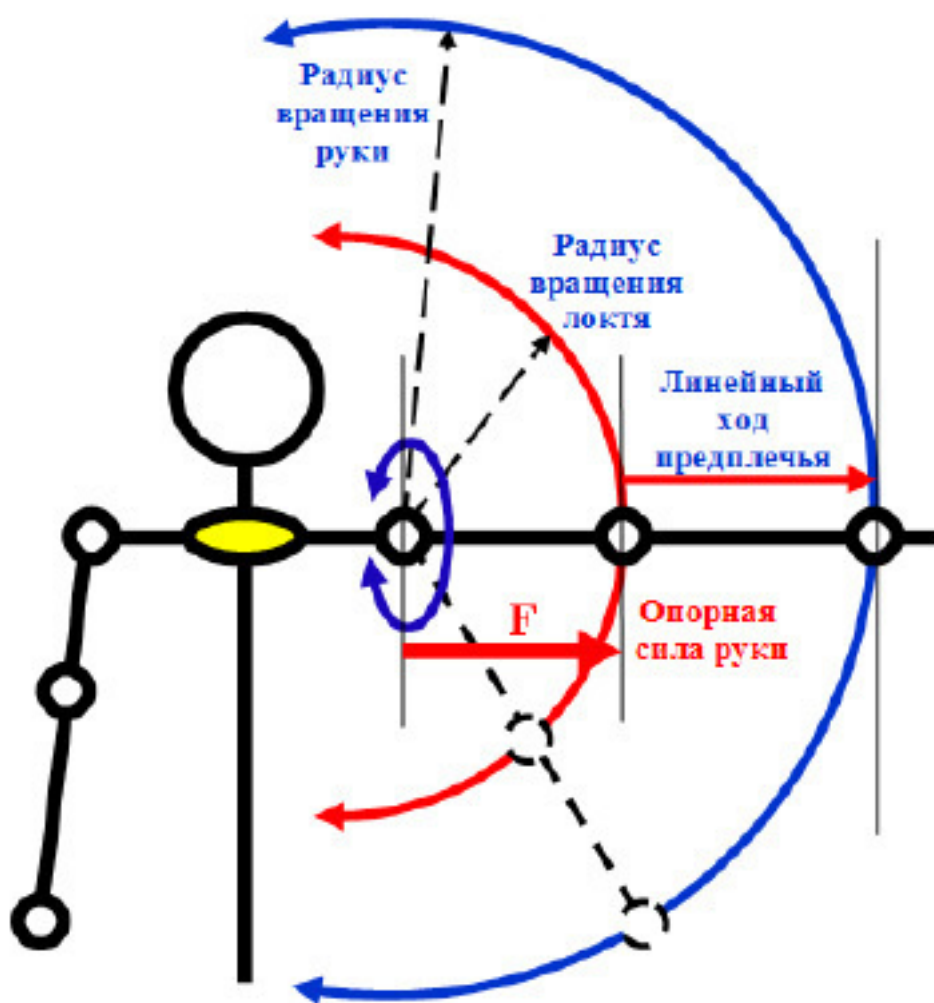 Радиус
вращения
руки
Радиус
вращения
локтя
Линейный
ход
предплечья
F
Опорная
сила руки